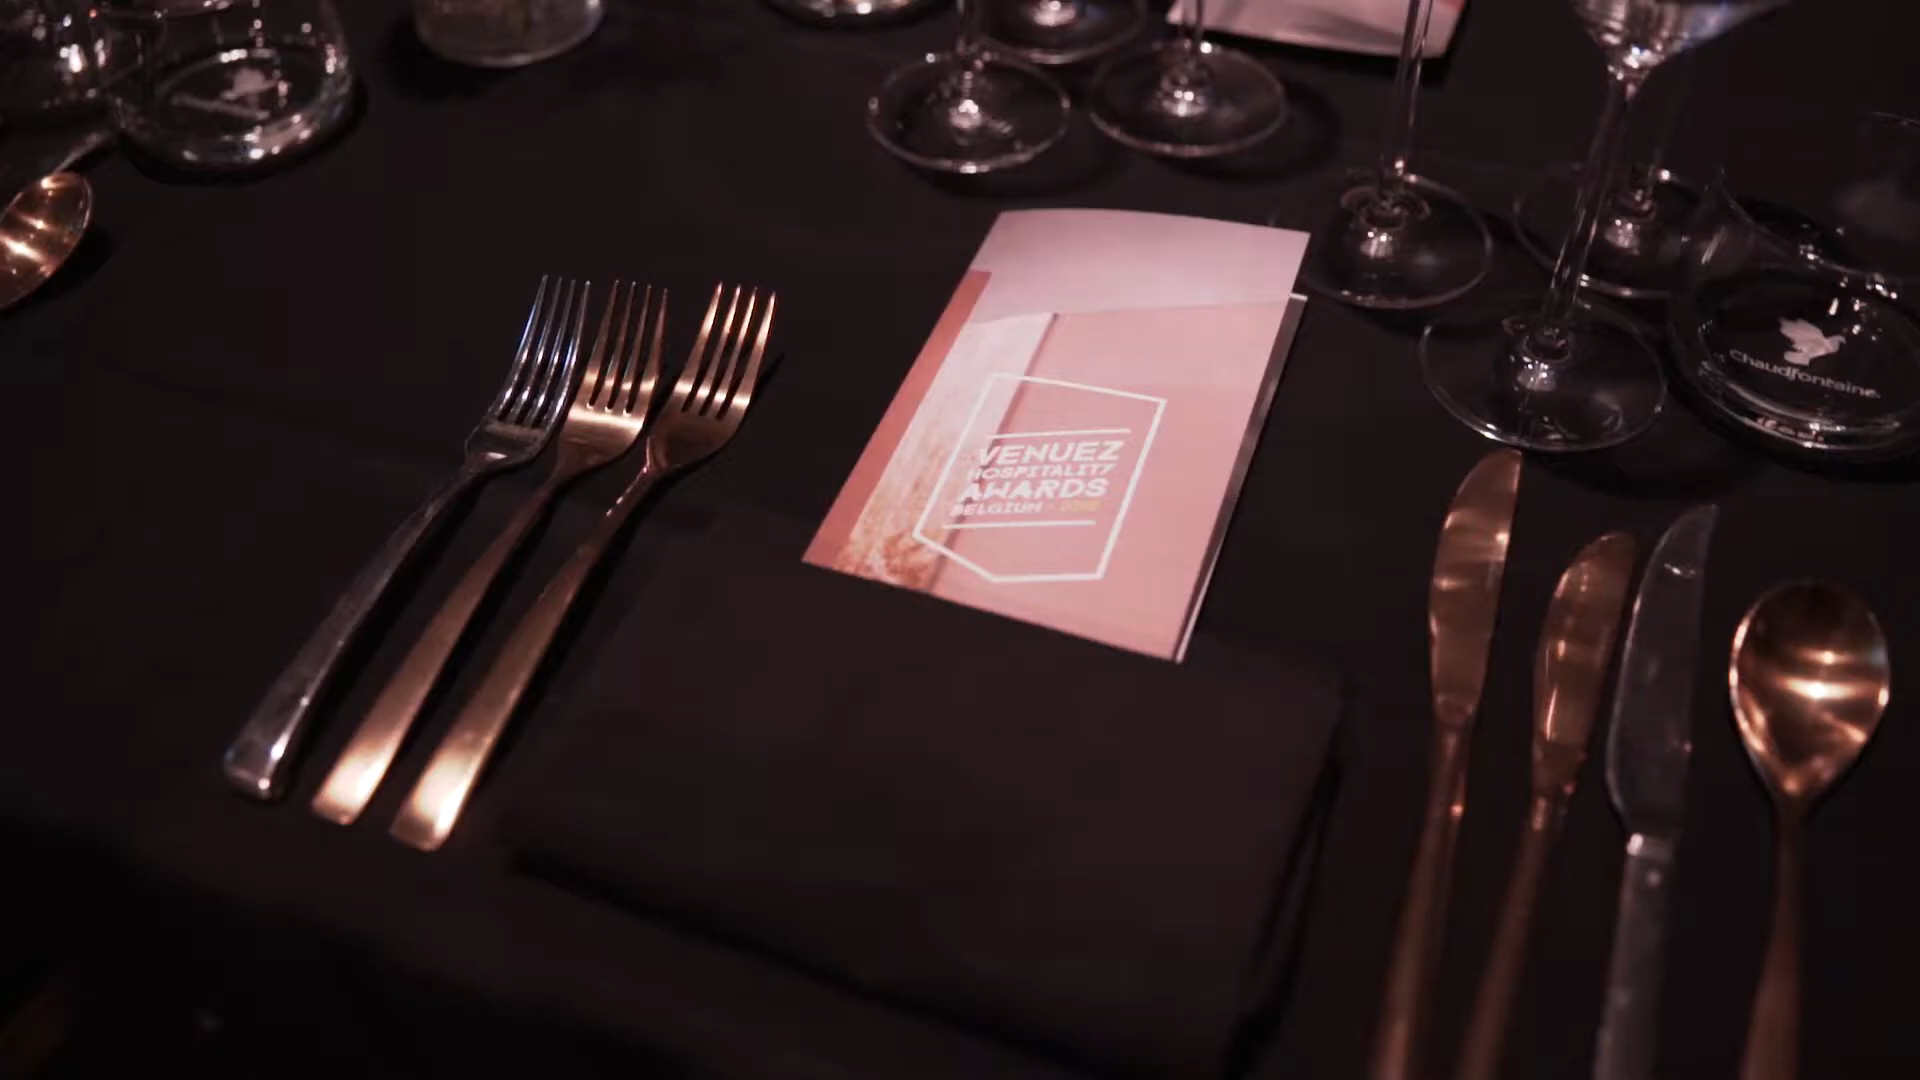 VENUEZ
HOSPITALITY
AWARDS
BELGIUM
Chaudfontaine